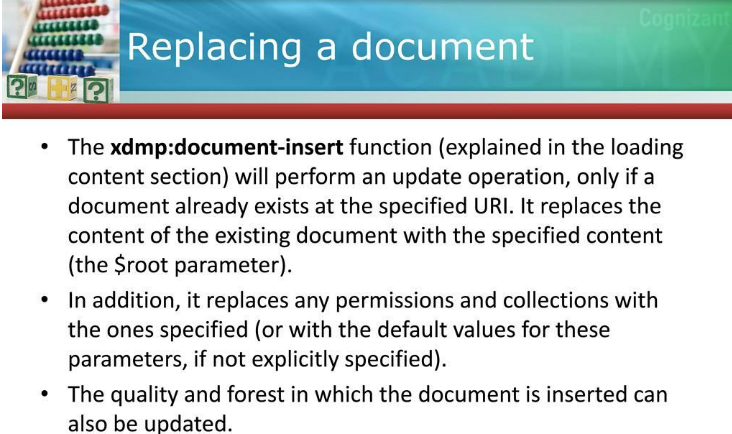 Cognizant
Replacing a document
ACADEMY
• The xdmp:document-insert function (explained in the loading
content section) will perform an update operation, only if a
document already exists at the specified URI. It replaces the
content of the existing document with the specified content
(the $root parameter).
• In addition, it replaces any permissions and collections with
the ones specified (or with the default values for these
parameters, if not explicitly specified).
• The quality and forest in which the document is inserted can
also be updated.